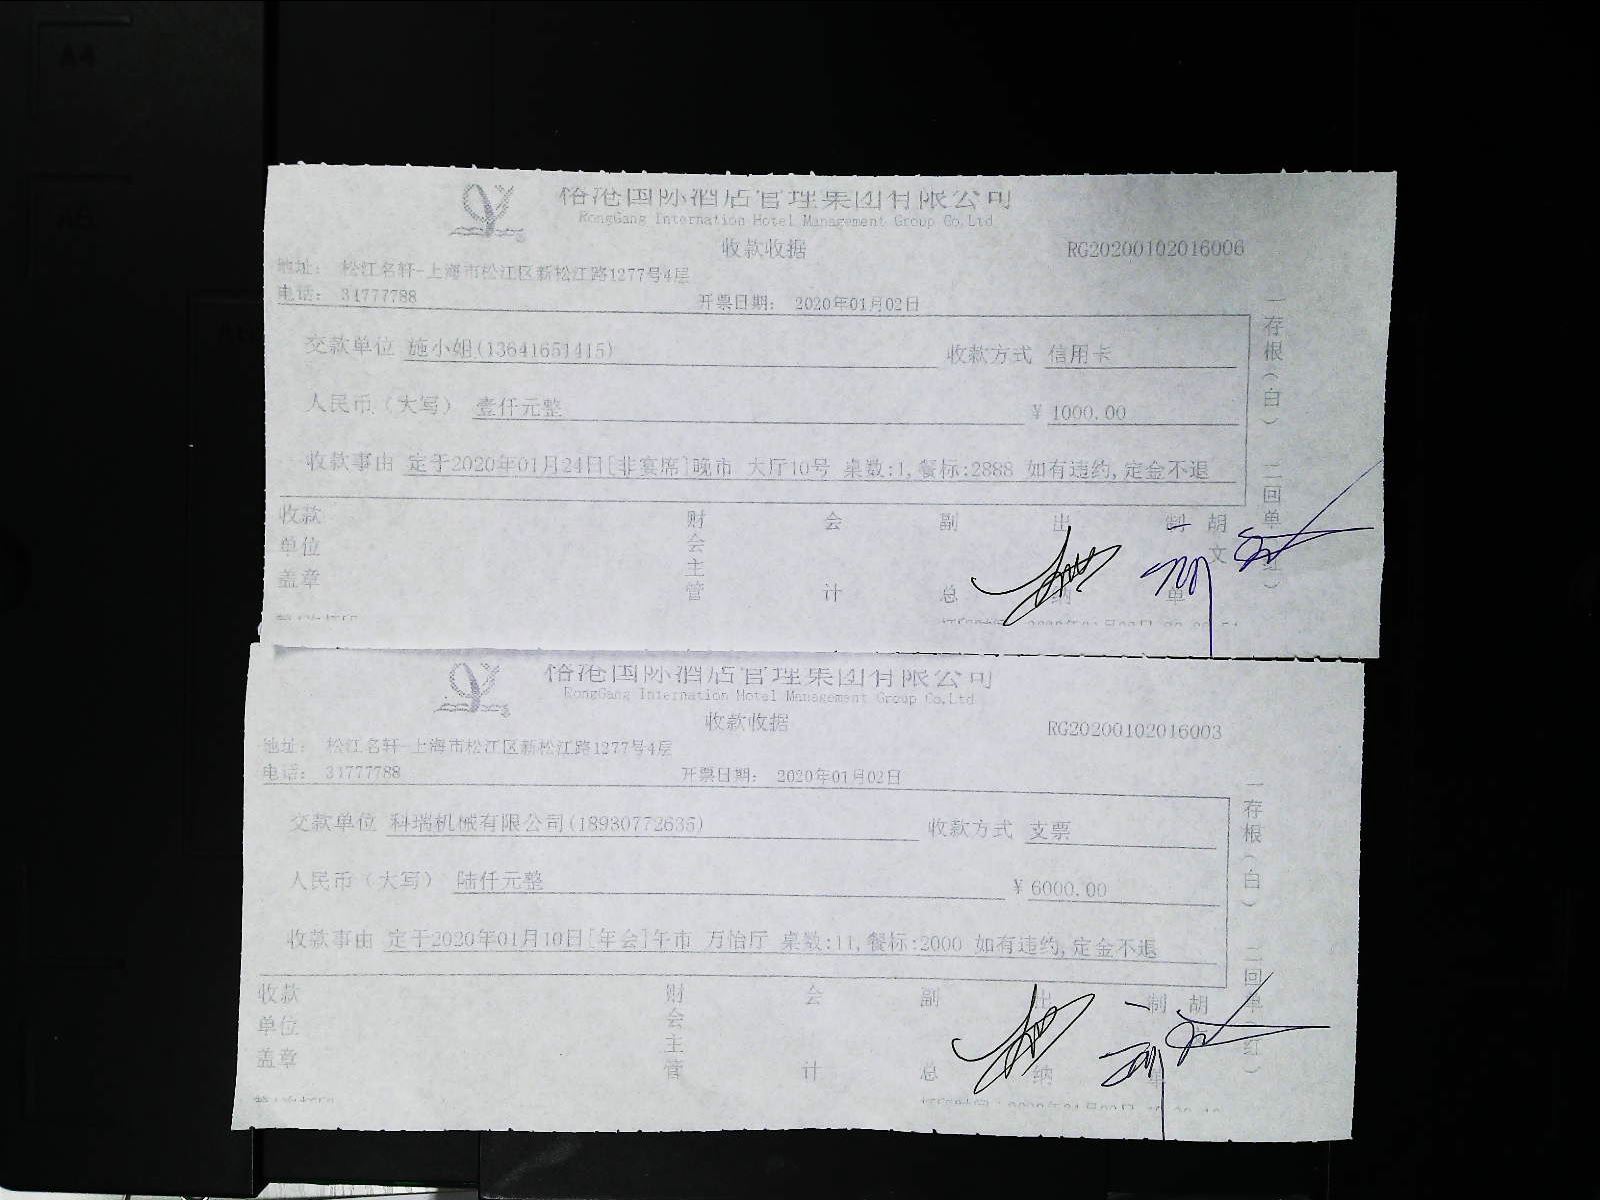 榕港国际酒店管理集团有限公司
RongGang Internation Hotel Management Group Co,Ltd
收款收据 RG20200102016006
地址： 松江名轩-上海市松江区新松江路1277号4层
电话： 31777788 开票日期： 2020年01月02日
交款单位 施小姐(13641651415) 收款方式 信用卡
人民币（大写） 壹仟元整 ¥ 1000.00
收款事由 定于2020年01月24日[非宴席]晚市 大厅10号 桌数:1,餐标:2888 如有违约,定金不退
收款单位盖章 财会主管 会计 副总 出纳 制单 胡文
一存根（白） 二回单（红）
榕港国际酒店管理集团有限公司
RongGang Internation Hotel Management Group Co,Ltd
收款收据 RG20200102016003
地址： 松江名轩-上海市松江区新松江路1277号4层
电话： 31777788 开票日期： 2020年01月02日
交款单位 科瑞机械有限公司(18930772635) 收款方式 支票
人民币（大写） 陆仟元整 ¥ 6000.00
收款事由 定于2020年01月10日[年会]午市 万怡厅 桌数:11,餐标:2000 如有违约,定金不退
收款单位盖章 财会主管 会计 副总 出纳 制单 胡
一存根（白） 二回单（红）